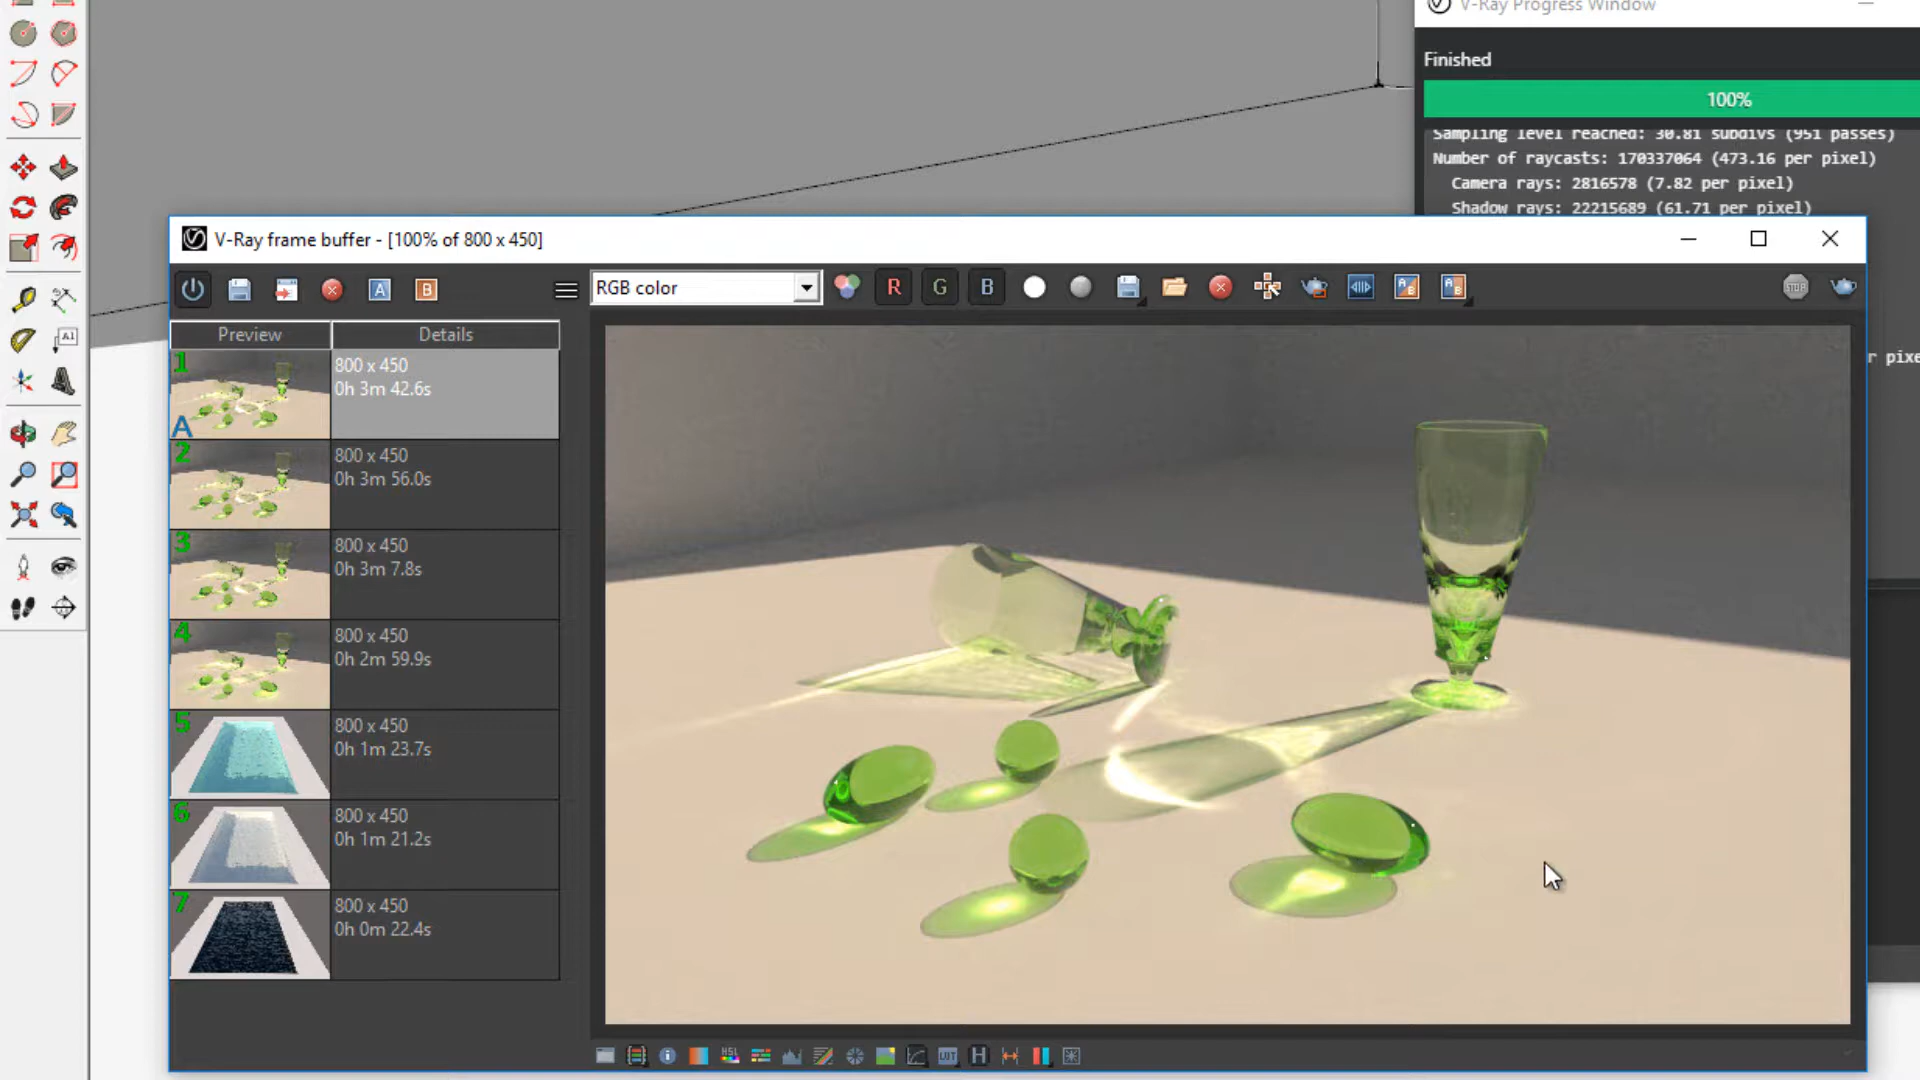 V-Ray Progress Window
Finished
100%
Sampling level reached: 30.81 subdivs (951 passes)
Number of raycasts: 170337064 (473.16 per pixel)
Camera rays: 2816578 (7.82 per pixel)
Shadow rays: 22215689 (61.71 per pixel)
V-Ray frame buffer - [100% of 800 x 450]
A B RGB color R G B STOP
Preview Details
1 800 x 450
0h 3m 42.6s
A
2 800 x 450
0h 3m 56.0s
3 800 x 450
0h 3m 7.8s
4 800 x 450
0h 2m 59.9s
5 800 x 450
0h 1m 23.7s
6 800 x 450
0h 1m 21.2s
7 800 x 450
0h 0m 22.4s
HSL LUT H